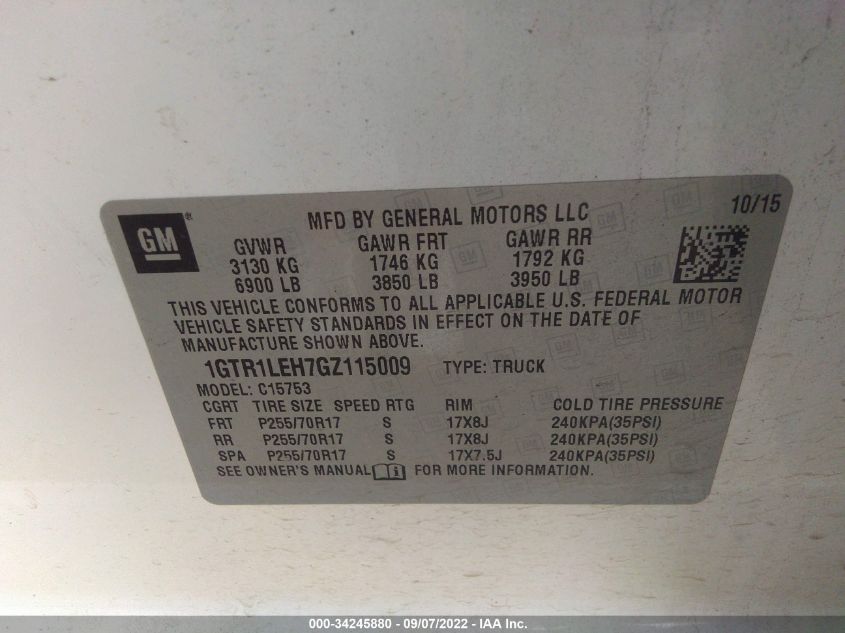 GM®
MFD BY GENERAL MOTORS LLC
10/15
GVWR GAWR FRT GAWR RR
3130 KG 1746 KG 1792 KG
6900 LB 3850 LB 3950 LB
THIS VEHICLE CONFORMS TO ALL APPLICABLE U.S. FEDERAL MOTOR
VEHICLE SAFETY STANDARDS IN EFFECT ON THE DATE OF
MANUFACTURE SHOWN ABOVE.
1GTR1LEH7GZ115009 TYPE: TRUCK
MODEL: C15753
CGRT TIRE SIZE SPEED RTG RIM COLD TIRE PRESSURE
FRT P255/70R17 S 17X8J 240KPA(35PSI)
RR P255/70R17 S 17X8J 240KPA(35PSI)
SPA P255/70R17 S 17X7.5J 240KPA(35PSI)
SEE OWNER'S MANUAL i FOR MORE INFORMATION.
000-34245880 - 09/07/2022 - IAA Inc.